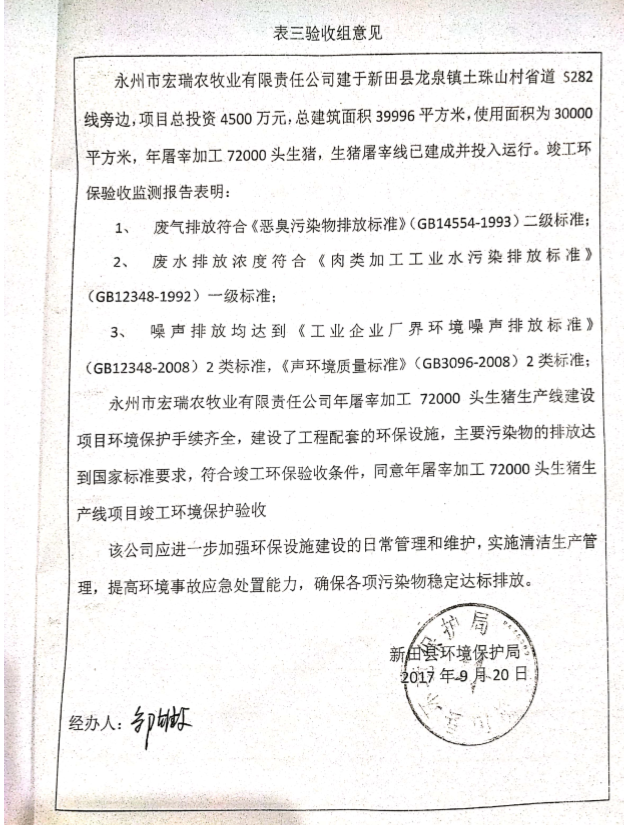 表三验收组意见
永州市宏瑞农牧业有限责任公司建于新田县龙泉镇土珠山村省道 S282
线旁边,项目总投资 4500 万元,总建筑面积 39996 平方米,使用面积为 30000
平方米,年屠宰加工 72000 头生猪,生猪屠宰线已建成并投入运行。竣工环
保验收监测报告表明:
1、 废气排放符合《恶臭污染物排放标准》(GB14554-1993)二级标准;
2、 废水排放浓度符合《肉类加工工业水污染排放标准》
(GB12348-1992)一级标准;
3、 噪声排放均达到《工业企业厂界环境噪声排放标准》
(GB12348-2008)2 类标准,《声环境质量标准》(GB3096-2008)2 类标准;
永州市宏瑞农牧业有限责任公司年屠宰加工 72000 头生猪生产线建设
项目环境保护手续齐全,建设了工程配套的环保设施,主要污染物的排放达
到国家标准要求,符合竣工环保验收条件,同意年屠宰加工 72000 头生猪生
产线项目竣工环境保护验收
该公司应进一步加强环保设施建设的日常管理和维护,实施清洁生产管
理,提高环境事故应急处置能力,确保各项污染物稳定达标排放。
新田县环境保护局
2017 年 9 月 20 日
经办人: